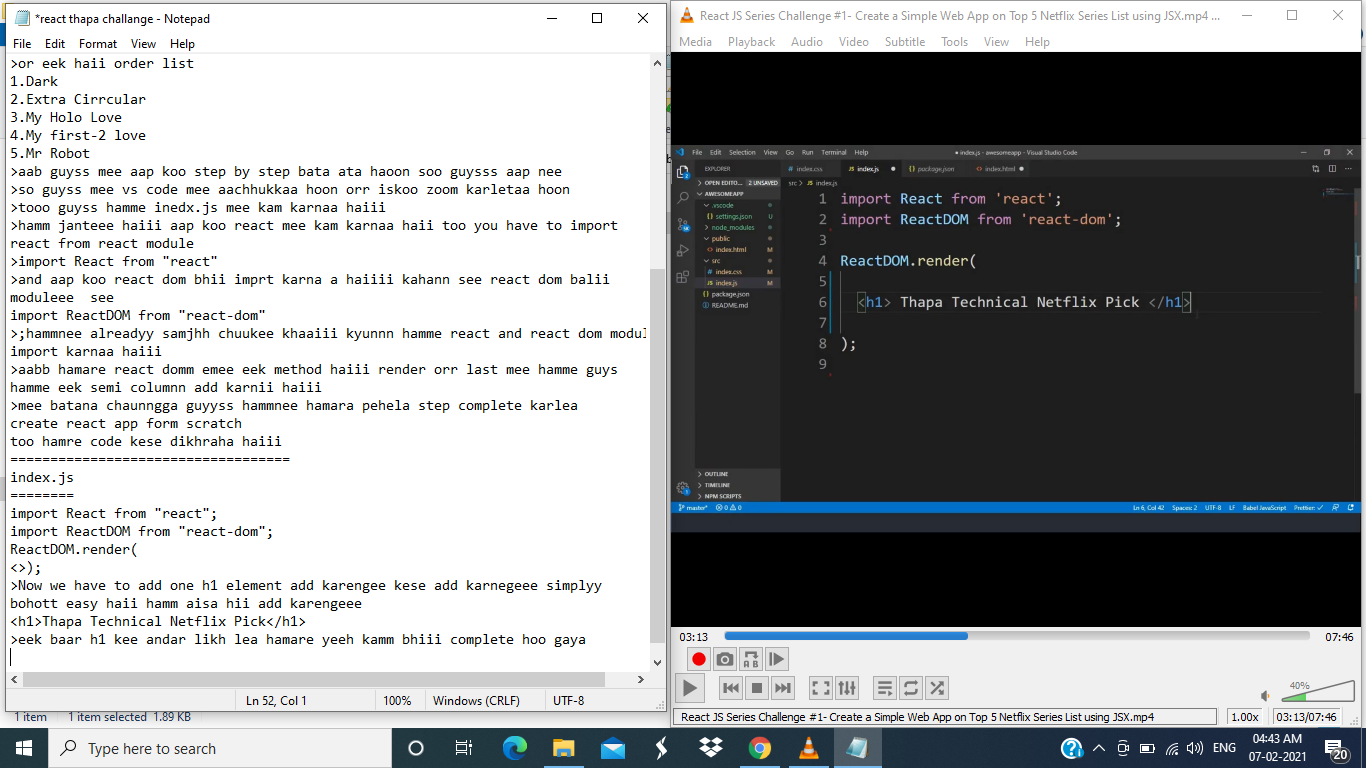 *react thapa challange - Notepad
File Edit Format View Help
>or eek haii order list
1.Dark
2.Extra Cirrcular
3.My Holo Love
4.My first-2 love
5.Mr Robot
>aab guyss mee aap koo step by step bata ata haoon soo guysss aap nee
>so guyss mee vs code mee aachhukkaa hoon orr iskoo zoom karletaa hoon
>tooo guyss hamme inedx.js mee kam karnaa haiii
>hamm janteee haiii aap koo react mee kam karnaa haii too you have to import
react from react module
>import React from "react"
>and aap koo react dom bhii imprt karna a haiiii kahann see react dom balii
moduleee  see
import ReactDOM from "react-dom"
>;hammnee alreadyy samjhh chuukee khaaiii kyunnn hamme react and react dom modul
import karnaa haiii
>aabb hamare react domm emee eek method haiii render orr last mee hamme guys
hamme eek semi columnn add karnii haiii
>mee batana chaunngga guyyss hammnee hamara pehela step complete karlea
create react app form scratch
too hamre code kese dikhraha haiii
===================================
index.js
========
import React from "react";
import ReactDOM from "react-dom";
ReactDOM.render(
<>);
>Now we have to add one h1 element add karengee kese add karnegeee simplyy
bohott easy haii hamm aisa hii add karengeee
<h1>Thapa Technical Netflix Pick</h1>
>eek baar h1 kee andar likh lea hamare yeeh kamm bhiii complete hoo gaya
Ln 52, Col 1 100% Windows (CRLF) UTF-8
1 item 1 item selected 1.89 KB
React JS Series Challenge #1- Create a Simple Web App on Top 5 Netflix Series List using JSX.mp4 ...
Media Playback Audio Video Subtitle Tools View Help
File Edit Selection View Go Run Terminal Help
● index.js - awesomeapp - Visual Studio Code
EXPLORER
index.css index.js package.json index.html
OPEN EDITO... 2 UNSAVED
src > index.js
AWESOMEAPP
.vscode
settings.json U
node_modules
public
index.html M
src
index.css M
index.js M
package.json M
README.md
OUTLINE
TIMELINE
NPM SCRIPTS
1 import React from 'react';
2 import ReactDOM from 'react-dom';
3
4 ReactDOM.render(
5
6 <h1> Thapa Technical Netflix Pick </h1>
7
8 );
9
master* 0 0 Ln 6, Col 42 Spaces: 2 UTF-8 LF Babel JavaScript Prettier: ✓
03:13 07:46
40%
React JS Series Challenge #1- Create a Simple Web App on Top 5 Netflix Series List using JSX.mp4
1.00x 03:13/07:46
Type here to search
ENG
04:43 AM
07-02-2021
20